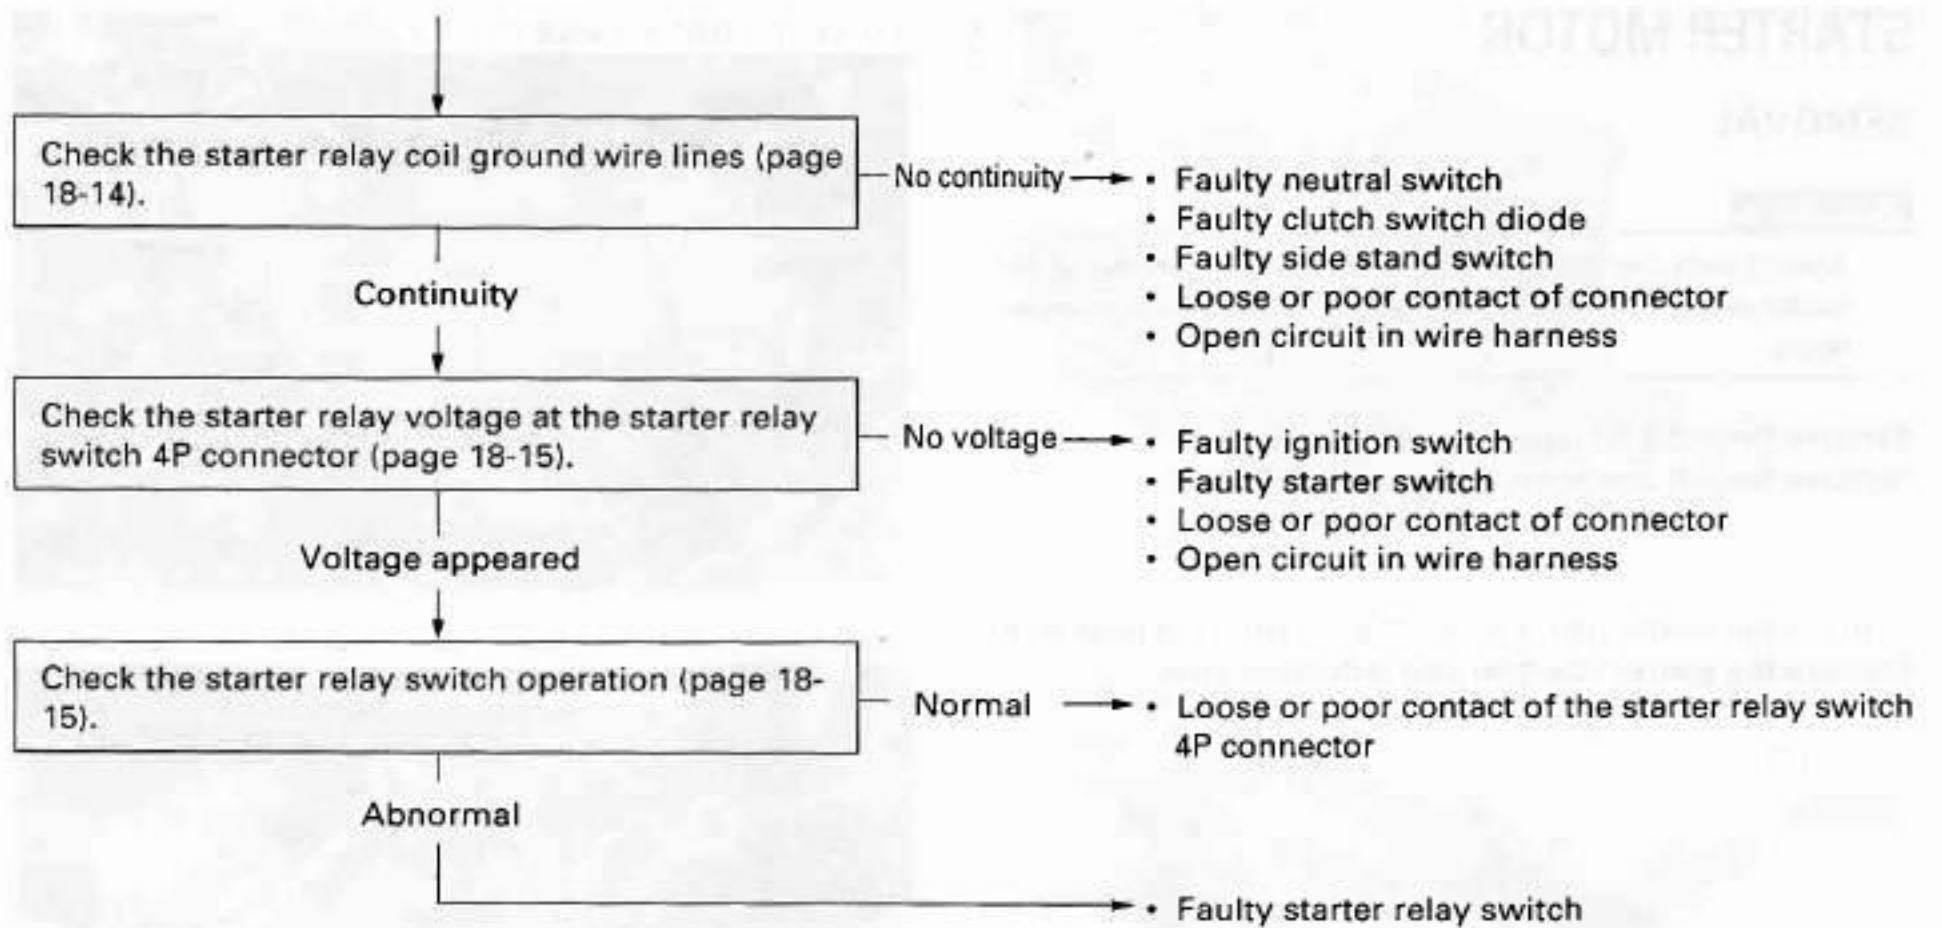 Check the starter relay coil ground wire lines (page
18-14).
No continuity
• Faulty neutral switch
• Faulty clutch switch diode
• Faulty side stand switch
• Loose or poor contact of connector
• Open circuit in wire harness
Continuity
Check the starter relay voltage at the starter relay
switch 4P connector (page 18-15).
No voltage
• Faulty ignition switch
• Faulty starter switch
• Loose or poor contact of connector
• Open circuit in wire harness
Voltage appeared
Check the starter relay switch operation (page 18-
15).
Normal
• Loose or poor contact of the starter relay switch
4P connector
Abnormal
• Faulty starter relay switch
STARTER MOTOR